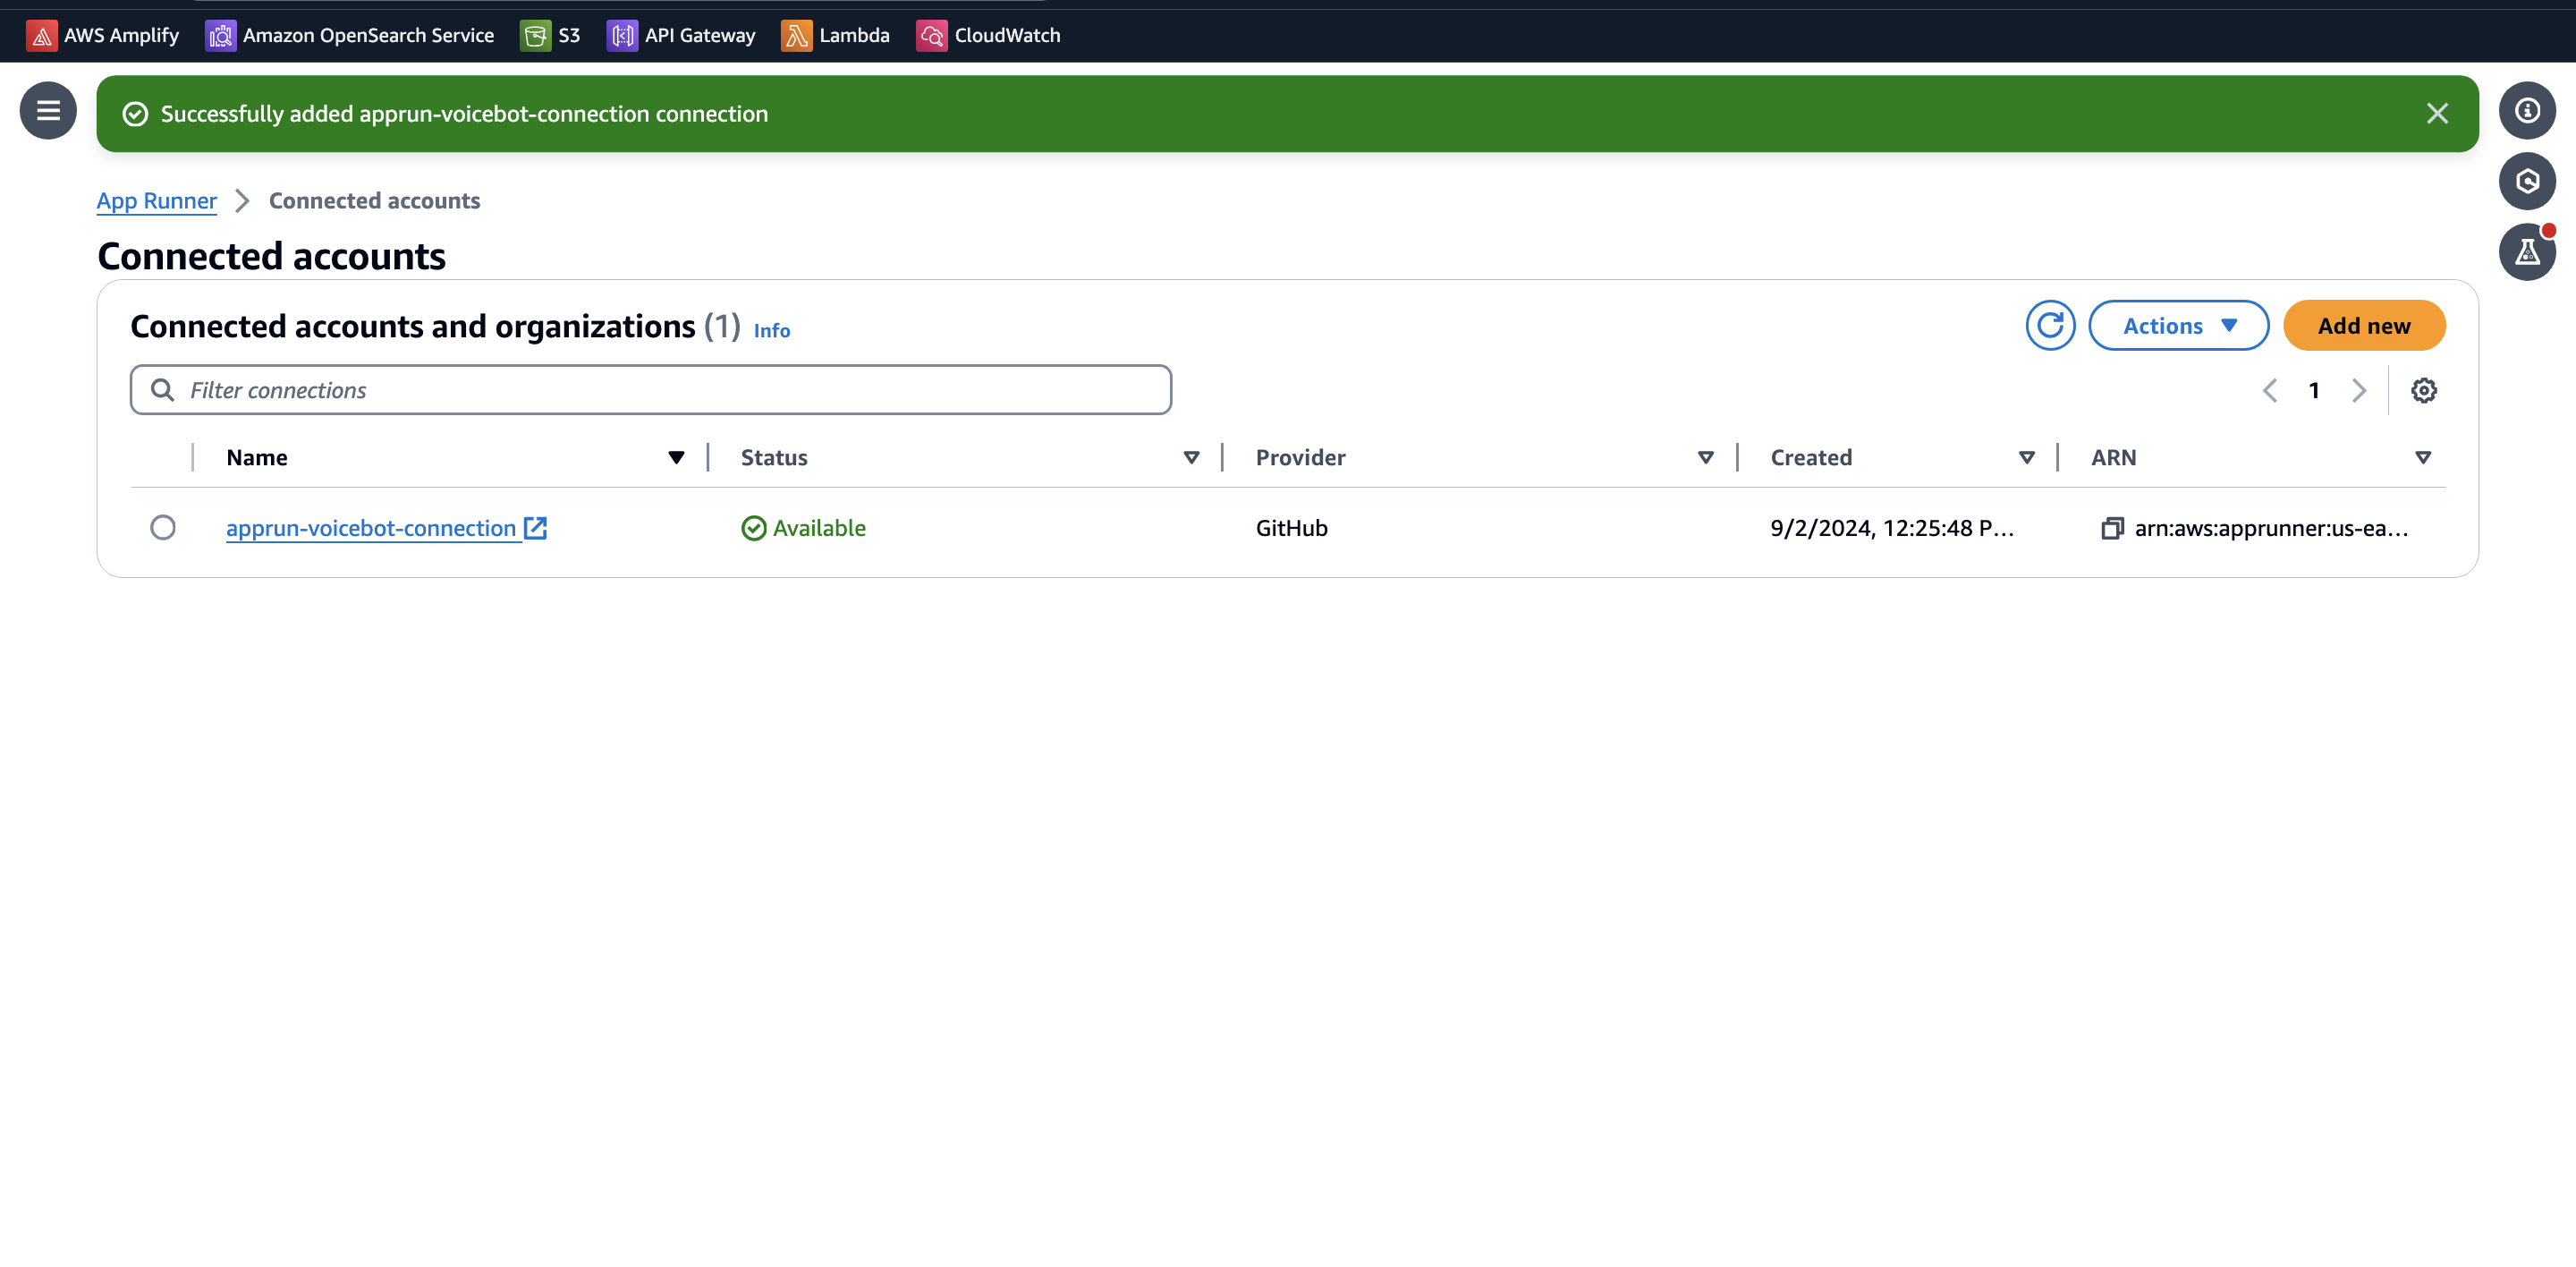 AWS Amplify Amazon OpenSearch Service S3 API Gateway Lambda CloudWatch
Successfully added apprun-voicebot-connection connection
App Runner Connected accounts
Connected accounts
Connected accounts and organizations (1) Info Actions Add new
Filter connections 1
Name Status Provider Created ARN
apprun-voicebot-connection Available GitHub 9/2/2024, 12:25:48 P... arn:aws:apprunner:us-ea...